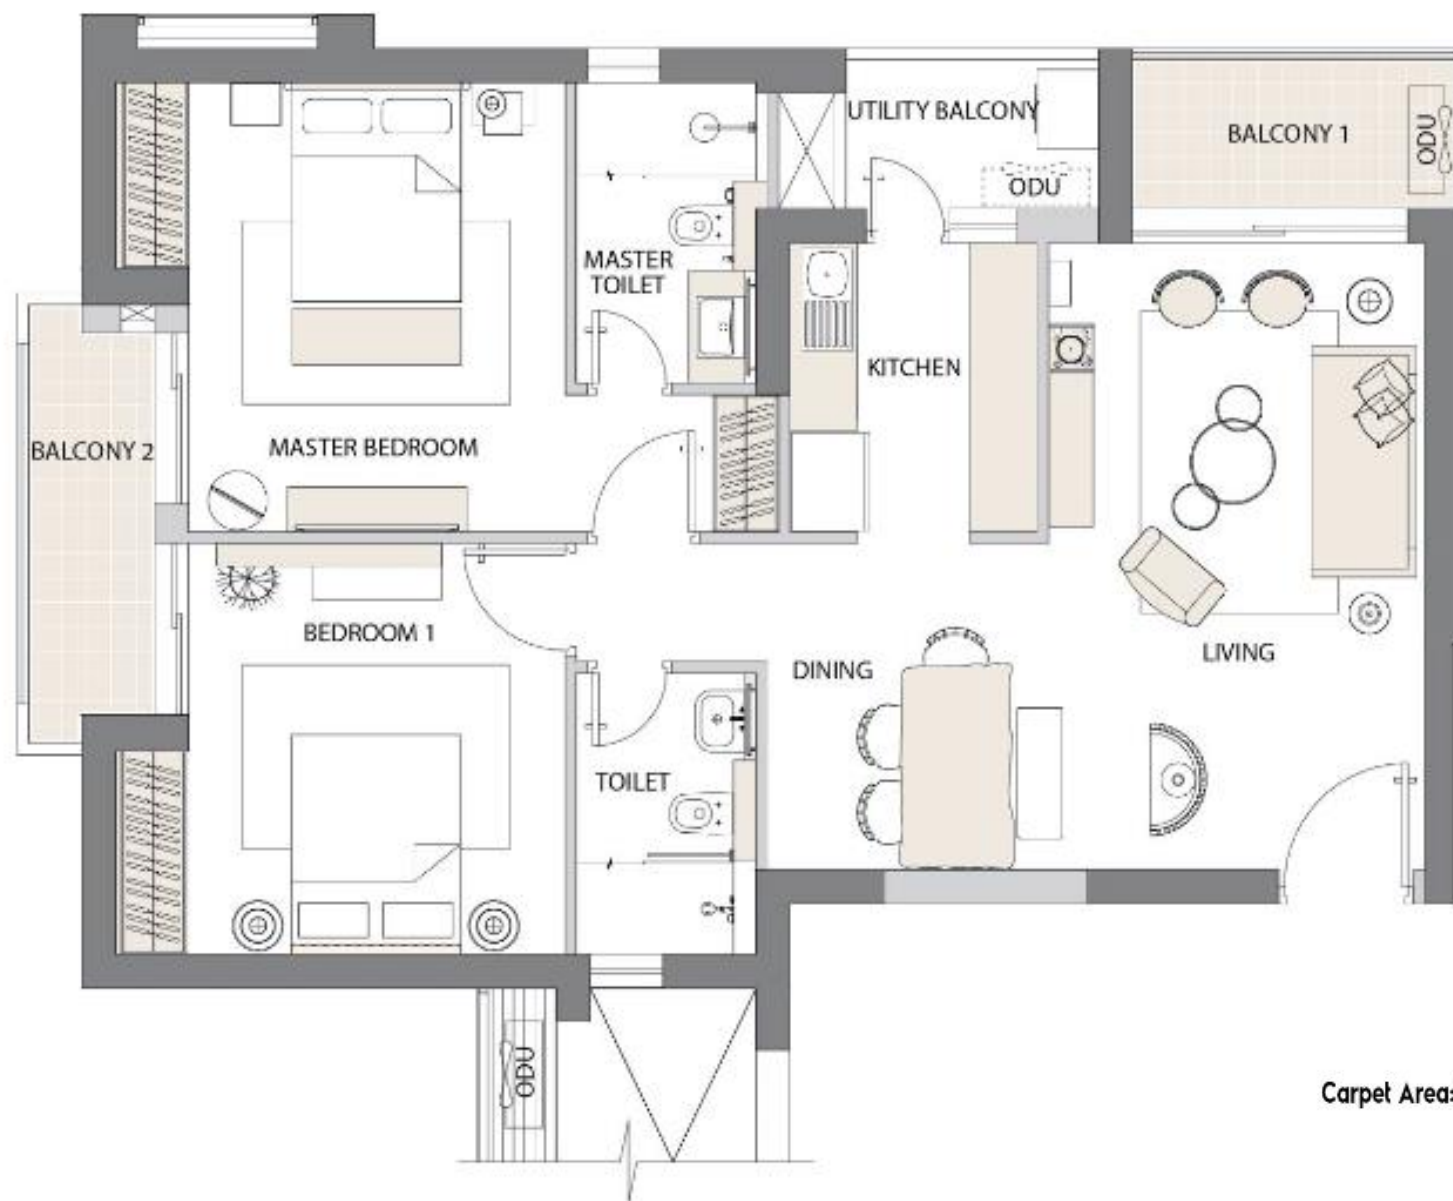 UTILITY BALCONY
BALCONY 1
ODU
ODU
MASTER
TOILET
KITCHEN
BALCONY 2
MASTER BEDROOM
BEDROOM 1
DINING
LIVING
TOILET
ODU
Carpet Area: